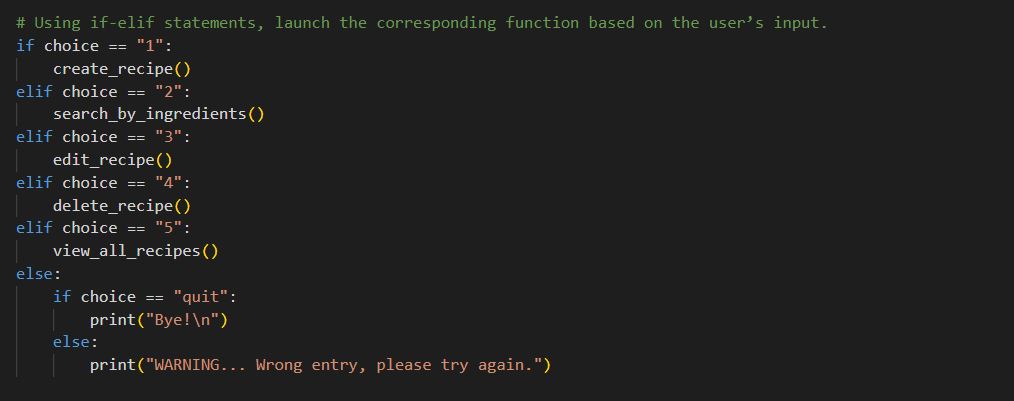 # Using if-elif statements, launch the corresponding function based on the user’s input.
if choice == "1":
    create_recipe()
elif choice == "2":
    search_by_ingredients()
elif choice == "3":
    edit_recipe()
elif choice == "4":
    delete_recipe()
elif choice == "5":
    view_all_recipes()
else:
    if choice == "quit":
        print("Bye!\n")
    else:
        print("WARNING... Wrong entry, please try again.")